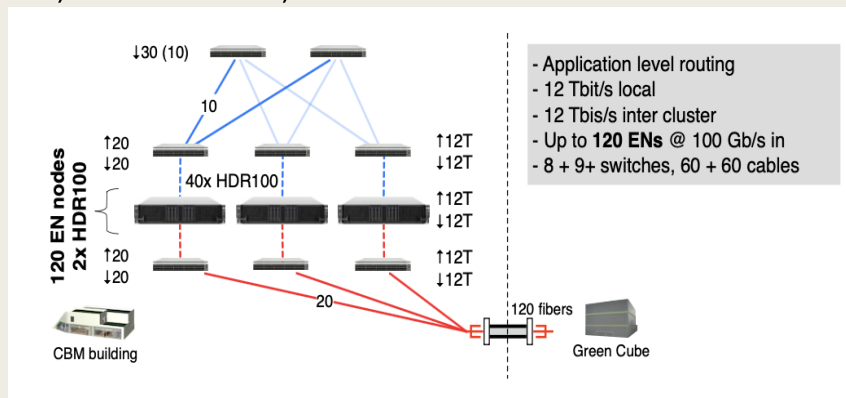 ↓30 (10)
10
↑20
↓20
40x HDR100
↑12T
↓12T
120 EN nodes
2x HDR100
↑12T
↓12T
↑20
↓20
↑12T
↓12T
20
120 fibers
CBM building
Green Cube
- Application level routing
- 12 Tbit/s local
- 12 Tbis/s inter cluster
- Up to 120 ENs @ 100 Gb/s in
- 8 + 9+ switches, 60 + 60 cables